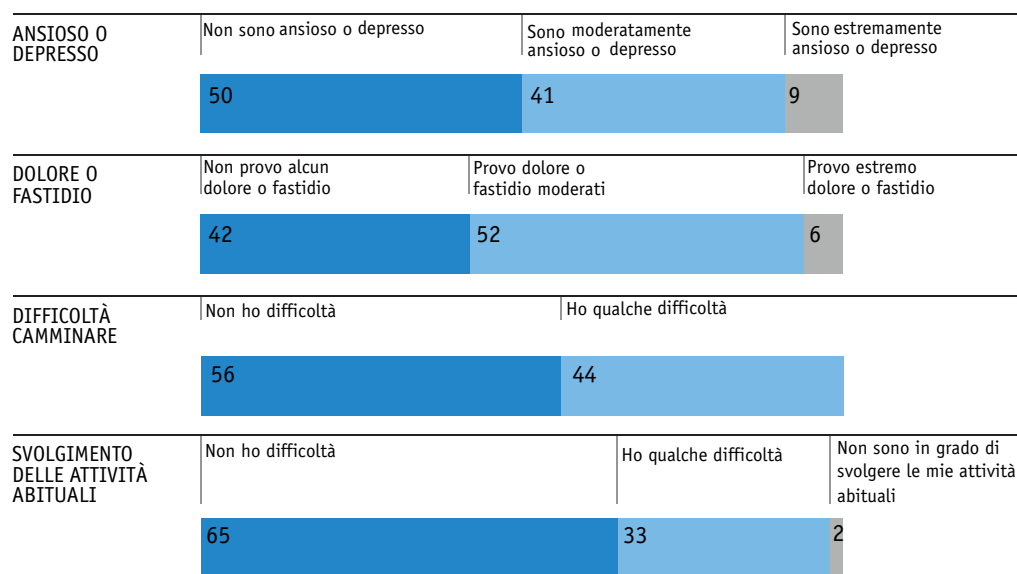 ANSIOSO O
DEPRESSO
Non sono ansioso o depresso
Sono moderatamente
ansioso o depresso
Sono estremamente
ansioso o depresso
50
41
9
DOLORE O
FASTIDIO
Non provo alcun
dolore o fastidio
Provo dolore o
fastidio moderati
Provo estremo
dolore o fastidio
42
52
6
DIFFICOLTÀ
CAMMINARE
Non ho difficoltà
Ho qualche difficoltà
56
44
SVOLGIMENTO
DELLE ATTIVITÀ
ABITUALI
Non ho difficoltà
Ho qualche difficoltà
Non sono in grado di
svolgere le mie attività
abituali
65
33
2